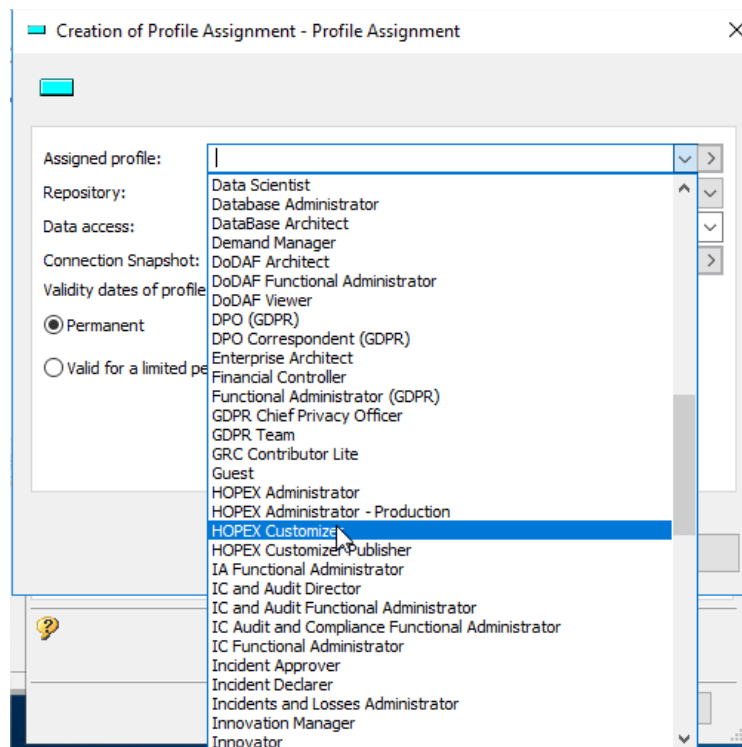 Creation of Profile Assignment - Profile Assignment
Assigned profile:
Repository:
Data access:
Connection Snapshot:
Validity dates of profile
Permanent
Valid for a limited pe
Data Scientist
Database Administrator
DataBase Architect
Demand Manager
DoDAF Architect
DoDAF Functional Administrator
DoDAF Viewer
DPO (GDPR)
DPO Correspondent (GDPR)
Enterprise Architect
Financial Controller
Functional Administrator (GDPR)
GDPR Chief Privacy Officer
GDPR Team
GRC Contributor Lite
Guest
HOPEX Administrator
HOPEX Administrator - Production
HOPEX Customizer
HOPEX Customizer Publisher
IA Functional Administrator
IC and Audit Director
IC and Audit Functional Administrator
IC Audit and Compliance Functional Administrator
IC Functional Administrator
Incident Approver
Incident Declarer
Incidents and Losses Administrator
Innovation Manager
Innovator